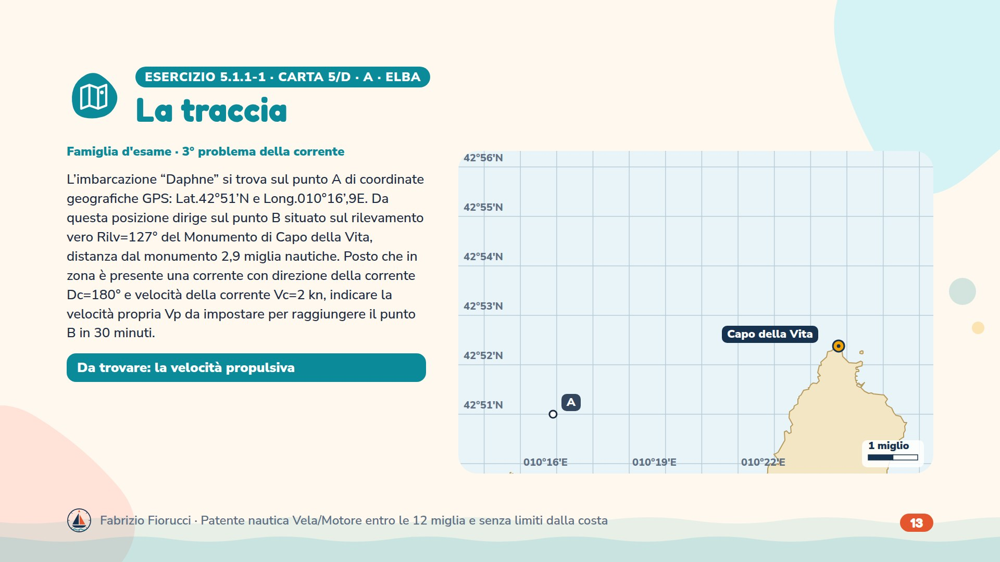 ESERCIZIO 5.1.1-1 · CARTA 5/D · A · ELBA
La traccia
Famiglia d'esame · 3° problema della corrente
L’imbarcazione “Daphne” si trova sul punto A di coordinate
geografiche GPS: Lat.42°51’N e Long.010°16’,9E. Da
questa posizione dirige sul punto B situato sul rilevamento
vero Rilv=127° del Monumento di Capo della Vita,
distanza dal monumento 2,9 miglia nautiche. Posto che in
zona è presente una corrente con direzione della corrente
Dc=180° e velocità della corrente Vc=2 kn, indicare la
velocità propria Vp da impostare per raggiungere il punto
B in 30 minuti.
Da trovare: la velocità propulsiva
42°56'N
42°55'N
42°54'N
42°53'N
Capo della Vita
42°52'N
42°51'N
A
1 miglio
010°16'E
010°19'E
010°22'E
Fabrizio Fiorucci · Patente nautica Vela/Motore entro le 12 miglia e senza limiti dalla costa
13